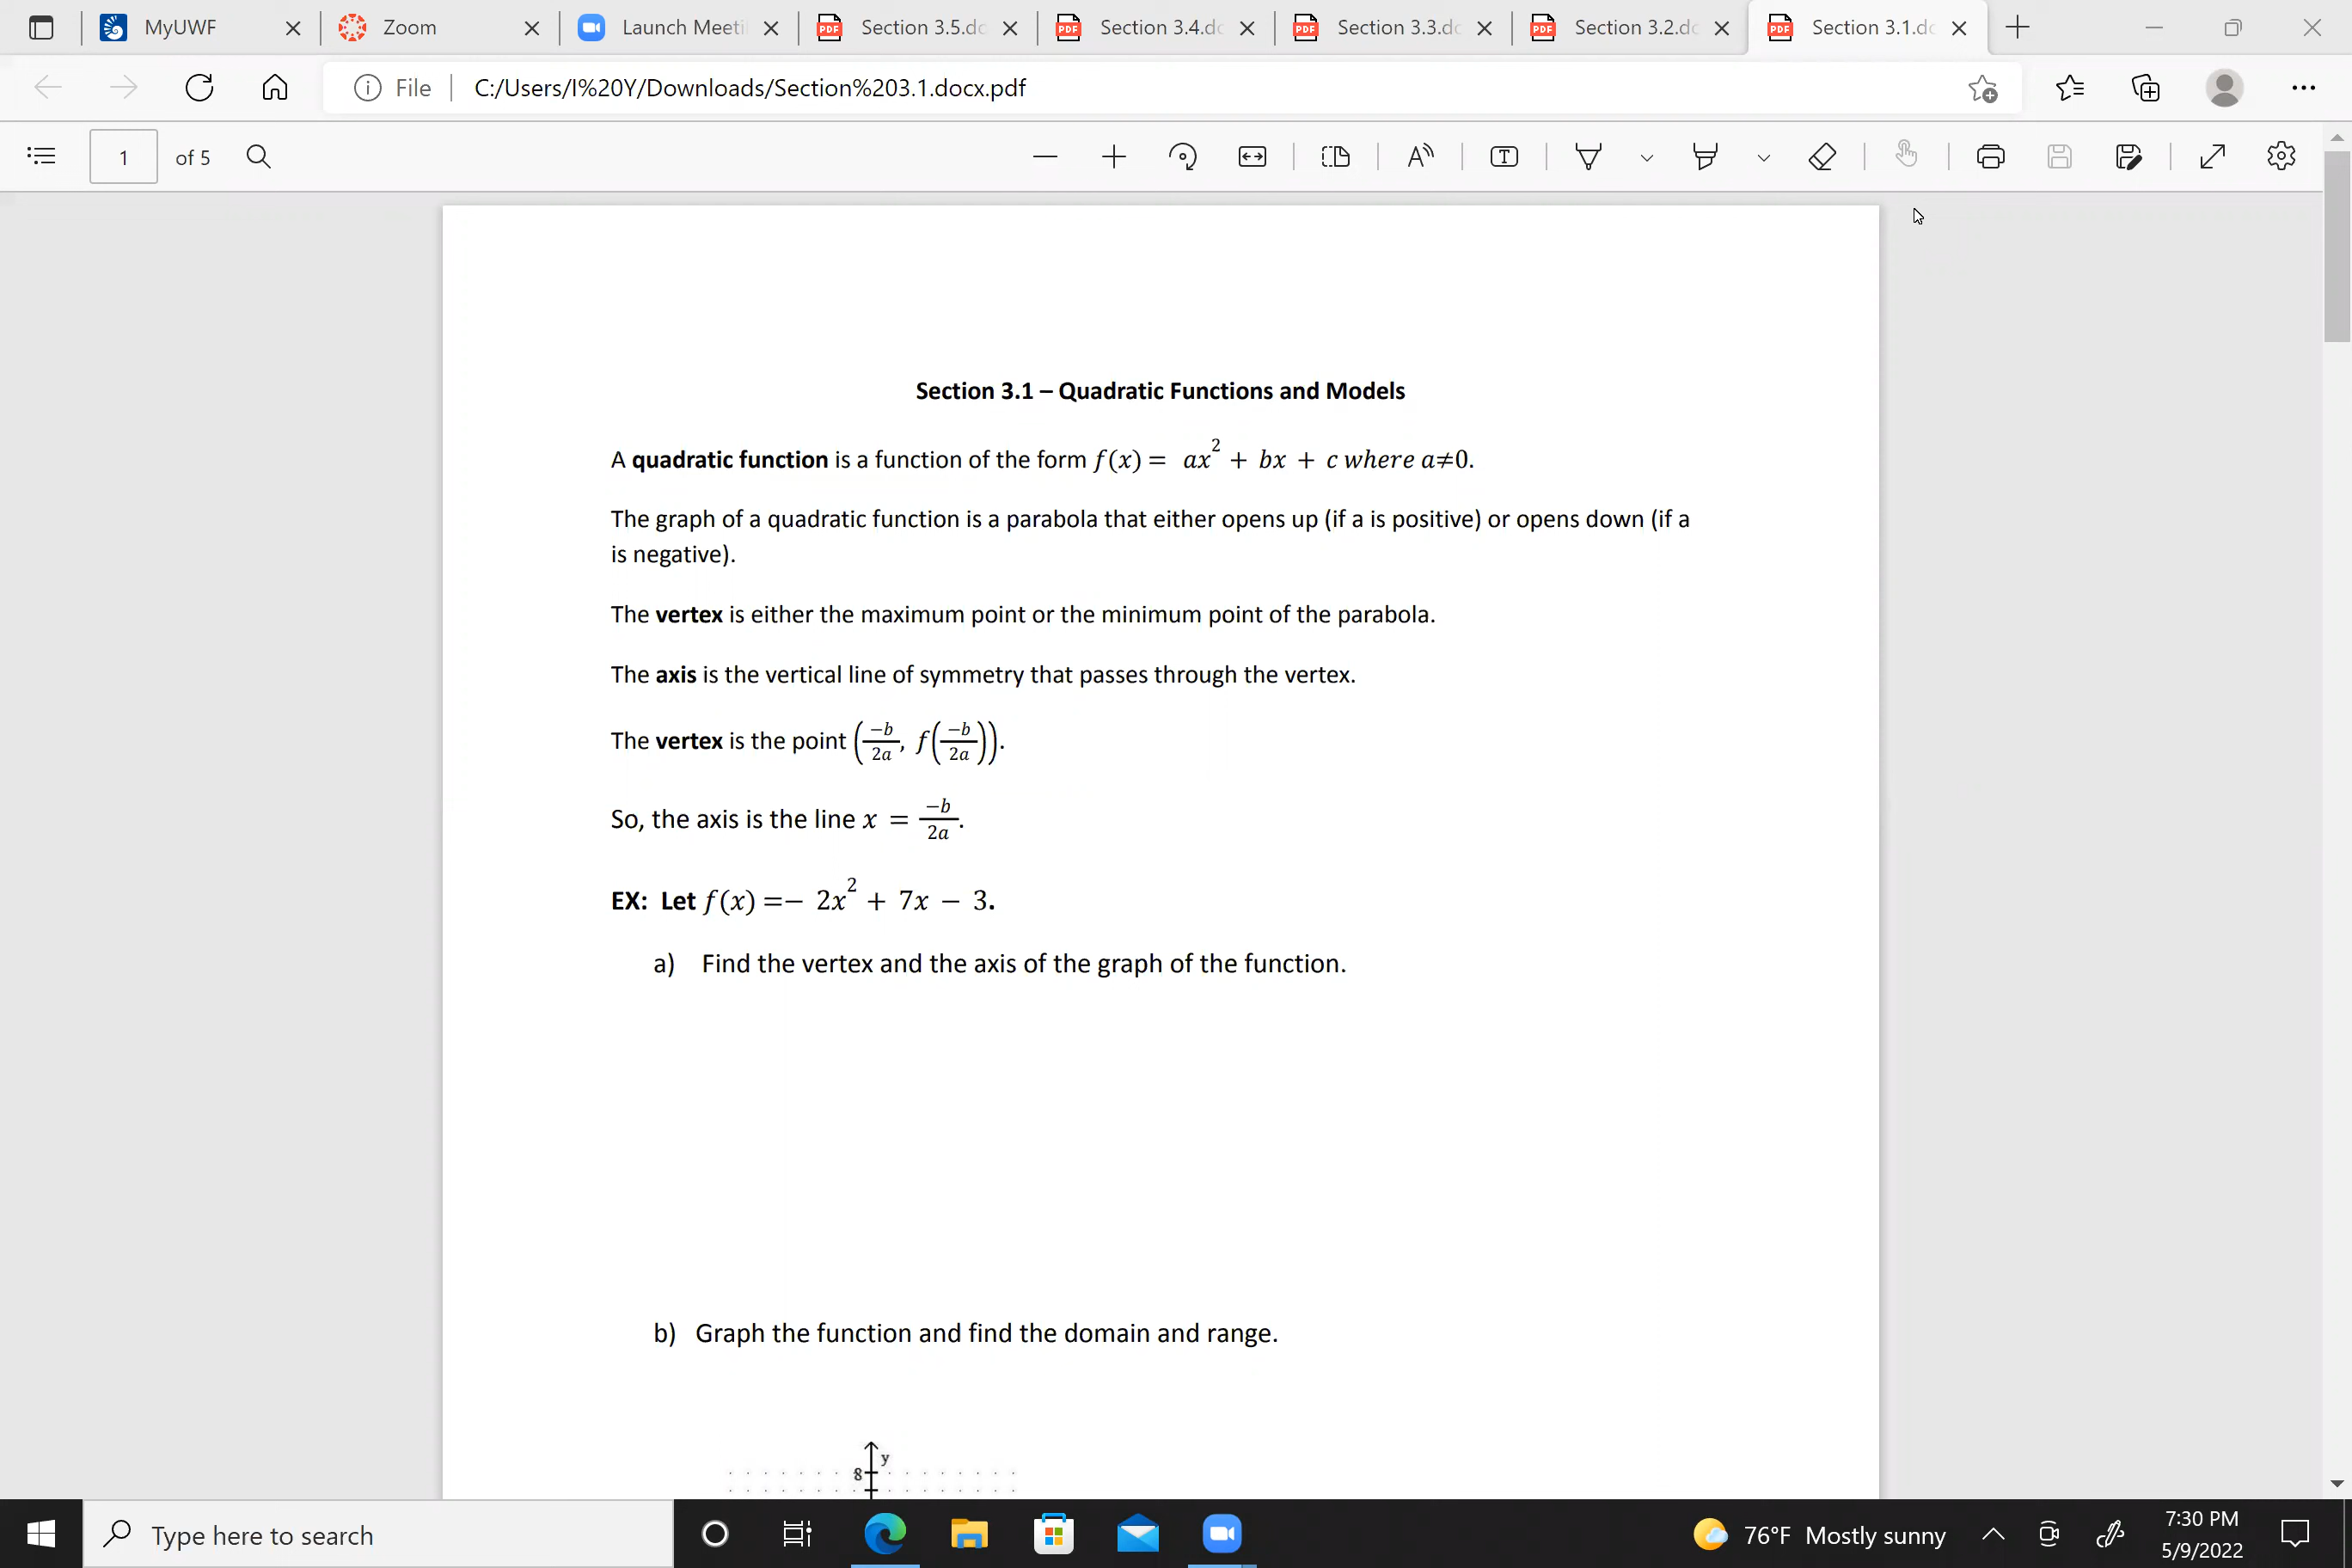 MyUWF
Zoom
Launch Meeti
Section 3.5.dc
Section 3.4.dc
Section 3.3.dc
Section 3.2.dc
Section 3.1.dc
File
C:/Users/I%20Y/Downloads/Section%203.1.docx.pdf
1 of 5
Section 3.1 – Quadratic Functions and Models
A quadratic function is a function of the form f(x) = ax² + bx + c where a≠0.
The graph of a quadratic function is a parabola that either opens up (if a is positive) or opens down (if a
is negative).
The vertex is either the maximum point or the minimum point of the parabola.
The axis is the vertical line of symmetry that passes through the vertex.
The vertex is the point (−b/2a, f(−b/2a)).
So, the axis is the line x = −b/2a.
EX: Let f(x) =− 2x² + 7x − 3.
a) Find the vertex and the axis of the graph of the function.
b) Graph the function and find the domain and range.
y
8
Type here to search
76°F Mostly sunny
7:30 PM
5/9/2022